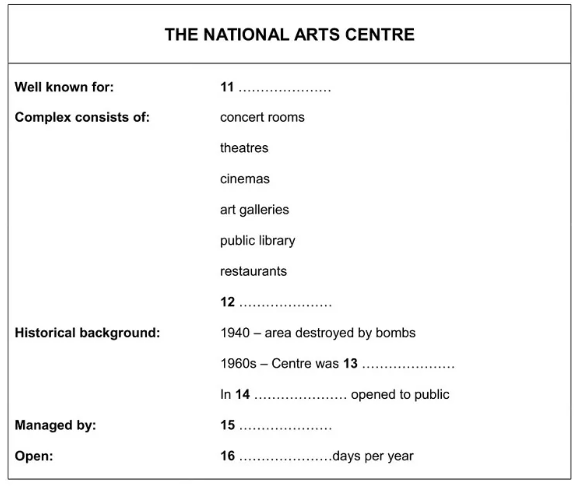 THE NATIONAL ARTS CENTRE
Well known for: 11 …………………
Complex consists of: concert rooms
theatres
cinemas
art galleries
public library
restaurants
12 …………………
Historical background: 1940 – area destroyed by bombs
1960s – Centre was 13 …………………
In 14 ………………… opened to public
Managed by: 15 …………………
Open: 16 …………………days per year